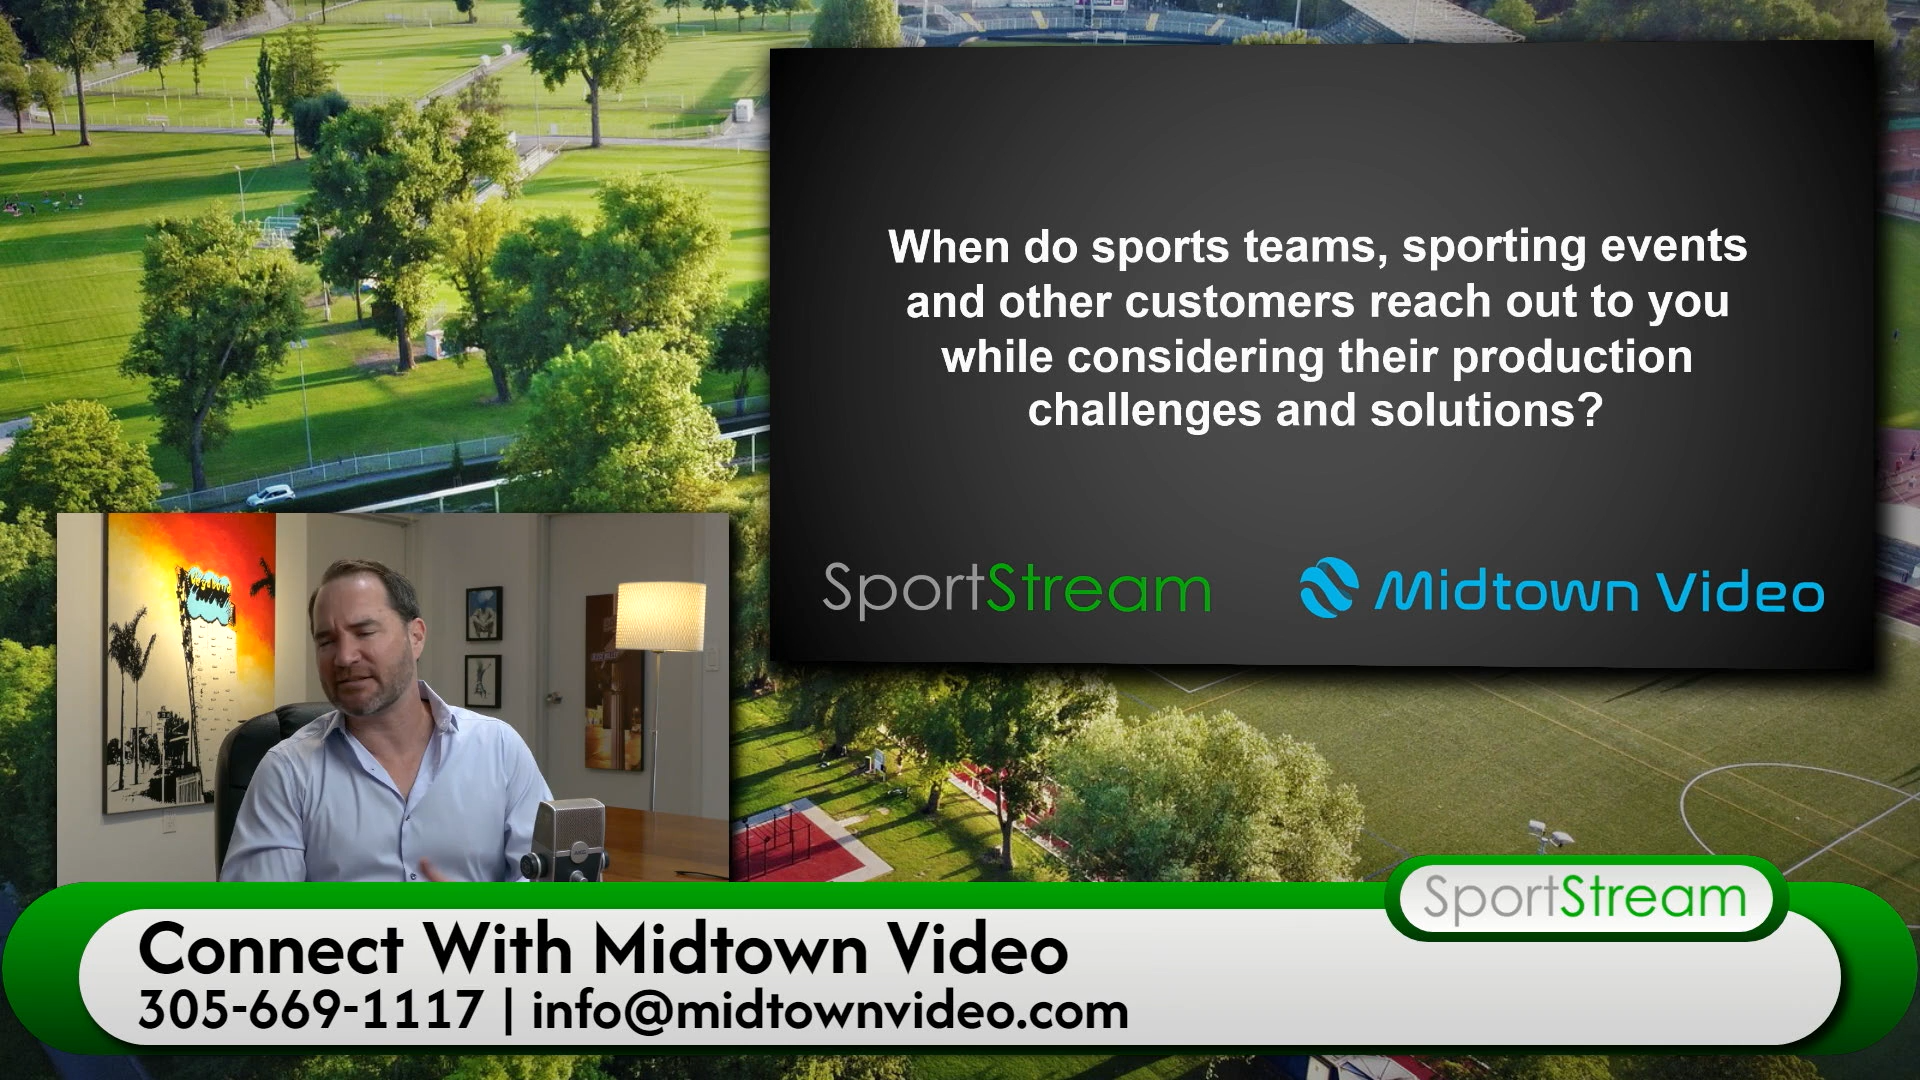 When do sports teams, sporting events
and other customers reach out to you
while considering their production
challenges and solutions?
SportStream
Midtown Video
SportStream
Connect With Midtown Video
305-669-1117 | info@midtownvideo.com